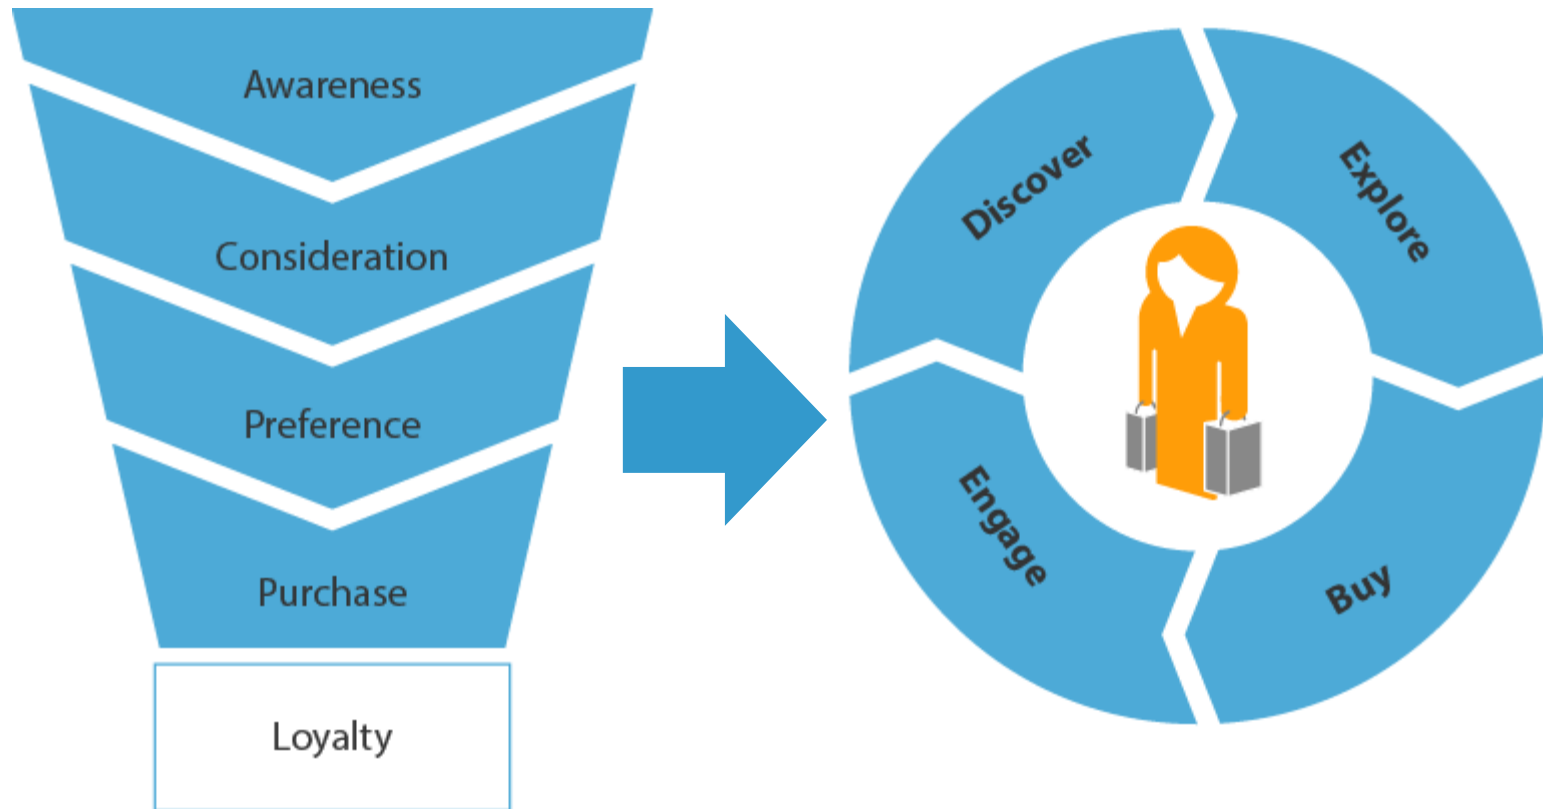 Awareness
Consideration
Preference
Purchase
Loyalty
Discover
Explore
Buy
Engage